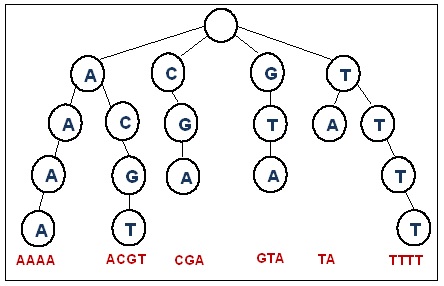 A C G T
A C G T A T
A G A A T
A T T
AAAA ACGT CGA GTA TA TTTT